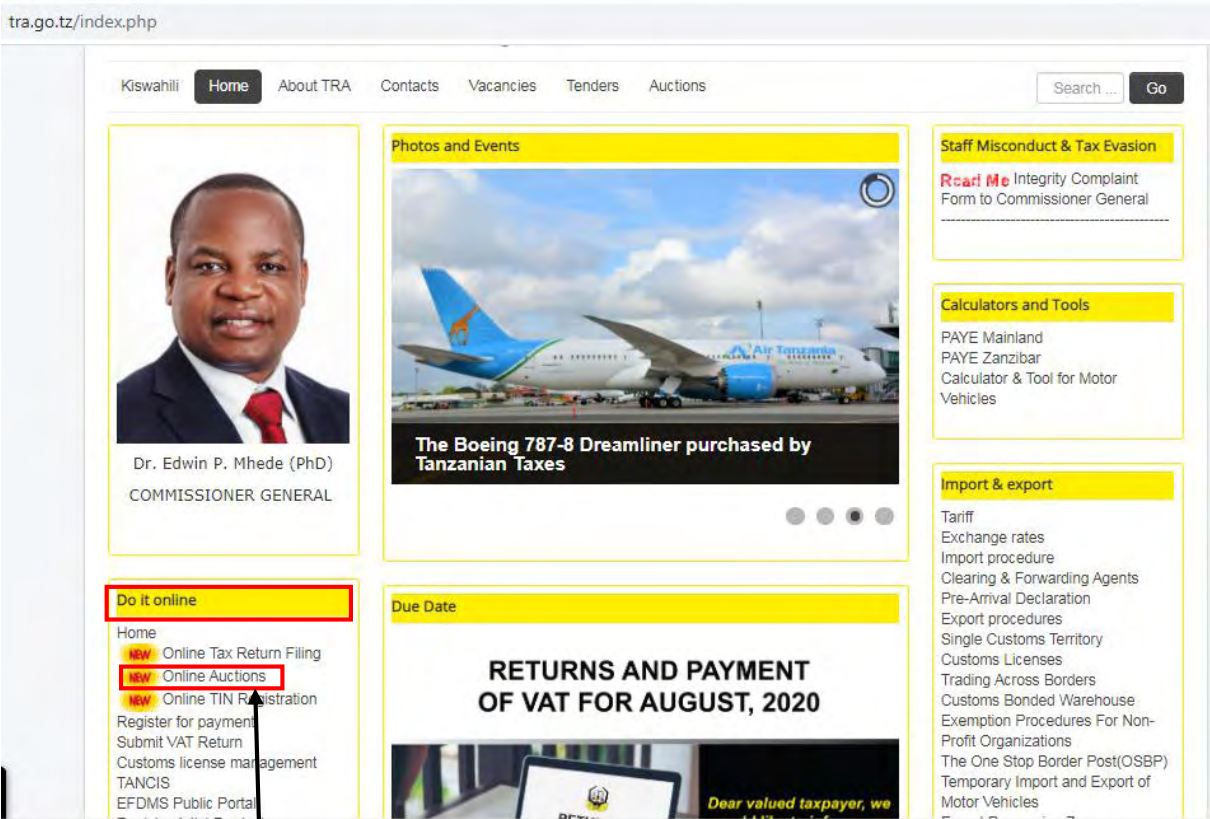 tra.go.tz/index.php
Kiswahili Home About TRA Contacts Vacancies Tenders Auctions Search ... Go
Dr. Edwin P. Mhede (PhD)
COMMISSIONER GENERAL
Photos and Events
Air Tanzania
The Boeing 787-8 Dreamliner purchased by
Tanzanian Taxes
Staff Misconduct & Tax Evasion
Read Me Integrity Complaint
Form to Commissioner General
----------------------------------------------
Calculators and Tools
PAYE Mainland
PAYE Zanzibar
Calculator & Tool for Motor
Vehicles
Do it online
Home
NEW Online Tax Return Filing
NEW Online Auctions
NEW Online TIN Registration
Register for payment
Submit VAT Return
Customs license management
TANCIS
EFDMS Public Portal
Due Date
RETURNS AND PAYMENT
OF VAT FOR AUGUST, 2020
Dear valued taxpayer, we
Import & export
Tariff
Exchange rates
Import procedure
Clearing & Forwarding Agents
Pre-Arrival Declaration
Export procedures
Single Customs Territory
Customs Licenses
Trading Across Borders
Customs Bonded Warehouse
Exemption Procedures For Non-
Profit Organizations
The One Stop Border Post(OSBP)
Temporary Import and Export of
Motor Vehicles